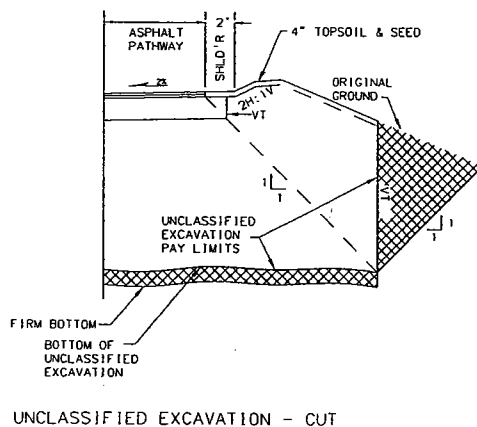 2'
ASPHALT
PATHWAY
SHLD'R
4" TOPSOIL & SEED
ORIGINAL
GROUND
2%
2H:1V
VT
1
1
VT
1
1
UNCLASSIFIED
EXCAVATION
PAY LIMITS
FIRM BOTTOM
BOTTOM OF
UNCLASSIFIED
EXCAVATION
UNCLASSIFIED EXCAVATION - CUT